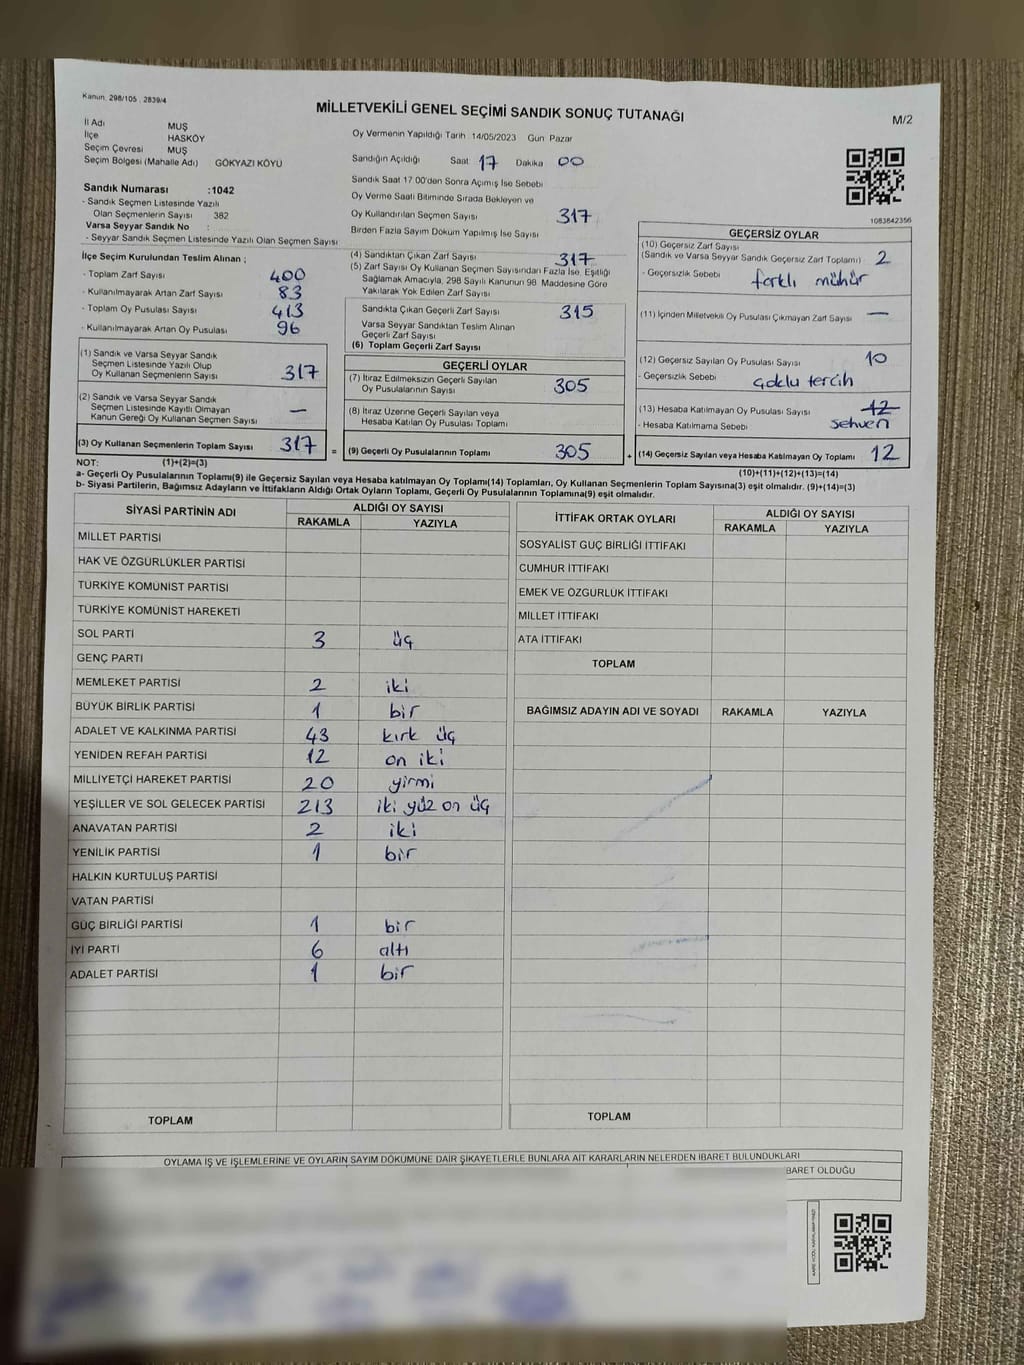 Kanun, 298/105 , 2839/4
MİLLETVEKİLİ GENEL SEÇİMİ SANDIK SONUÇ TUTANAĞI
M/2
İl Adı MUŞ
İlçe HASKÖY
Seçim Çevresi MUŞ
Seçim Bölgesi (Mahalle Adı) GÖKYAZI KÖYÜ
Sandık Numarası :1042
- Sandık Seçmen Listesinde Yazılı
Olan Seçmenlerin Sayısı 382
Varsa Seyyar Sandık No :
- Seyyar Sandık Seçmen Listesinde Yazılı Olan Seçmen Sayısı
Oy Vermenin Yapıldığı Tarih 14/05/2023 Gün Pazar
Sandığın Açıldığı Saat 17 Dakika 00
Sandık Saat 17.00'den Sonra Açımış İse Sebebi
Oy Verme Saati Bitiminde Sırada Bekleyen ve
Oy Kullandırılan Seçmen Sayısı 317
Birden Fazla Sayım Döküm Yapılmış İse Sayısı
1083842356
İlçe Seçim Kurulundan Teslim Alınan ;
- Toplam Zarf Sayısı 400
- Kullanılmayarak Artan Zarf Sayısı 83
- Toplam Oy Pusulası Sayısı 413
- Kullanılmayarak Artan Oy Pusulası 96
(1) Sandık ve Varsa Seyyar Sandık
Seçmen Listesinde Yazılı Olup
Oy Kullanan Seçmenlerin Sayısı 317
(2) Sandık ve Varsa Seyyar Sandık
Seçmen Listesinde Kayıtlı Olmayan
Kanun Gereği Oy Kullanan Seçmen Sayısı —
(3) Oy Kullanan Seçmenlerin Toplam Sayısı 317 =
(4) Sandıktan Çıkan Zarf Sayısı 317
(5) Zarf Sayısı Oy Kullanan Seçmen Sayısından Fazla İse, Eşitliği
Sağlamak Amacıyla, 298 Sayılı Kanunun 98. Maddesine Göre
Yakılarak Yok Edilen Zarf Sayısı
Sandıkta Çıkan Geçerli Zarf Sayısı 315
Varsa Seyyar Sandıktan Teslim Alınan
Geçerli Zarf Sayısı
(6) Toplam Geçerli Zarf Sayısı
GEÇERLİ OYLAR
(7) İtiraz Edilmeksizin Geçerli Sayılan
Oy Pusulalarının Sayısı 305
(8) İtiraz Üzerine Geçerli Sayılan veya
Hesaba Katılan Oy Pusulası Toplamı
(9) Geçerli Oy Pusulalarının Toplamı 305 +
GEÇERSİZ OYLAR
(10) Geçersiz Zarf Sayısı
(Sandık ve Varsa Seyyar Sandık Geçersiz Zarf Toplamı) 2
- Geçersizlik Sebebi farklı mühür
(11) İçinden Milletvekili Oy Pusulası Çıkmayan Zarf Sayısı —
(12) Geçersiz Sayılan Oy Pusulası Sayısı 10
- Geçersizlik Sebebi çoklu tercih
(13) Hesaba Katılmayan Oy Pusulası Sayısı 12
- Hesaba Katılmama Sebebi sehven
(14) Geçersiz Sayılan veya Hesaba Katılmayan Oy Toplamı 12
NOT: (1)+(2)=(3)
(10)+(11)+(12)+(13)=(14)
a- Geçerli Oy Pusulalarının Toplamı(9) ile Geçersiz Sayılan veya Hesaba katılmayan Oy Toplamı(14) Toplamları, Oy Kullanan Seçmenlerin Toplam Sayısına(3) eşit olmalıdır. (9)+(14)=(3)
b- Siyasi Partilerin, Bağımsız Adayların ve İttifakların Aldığı Ortak Oyların Toplamı, Geçerli Oy Pusulalarının Toplamına(9) eşit olmalıdır.
SİYASİ PARTİNİN ADI ALDIĞI OY SAYISI
RAKAMLA YAZIYLA
MİLLET PARTİSİ
HAK VE ÖZGÜRLÜKLER PARTİSİ
TÜRKİYE KOMÜNİST PARTİSİ
TÜRKİYE KOMÜNİST HAREKETİ
SOL PARTİ 3 üç
GENÇ PARTİ
MEMLEKET PARTİSİ 2 iki
BÜYÜK BİRLİK PARTİSİ 1 bir
ADALET VE KALKINMA PARTİSİ 43 kırk üç
YENİDEN REFAH PARTİSİ 12 on iki
MİLLİYETÇİ HAREKET PARTİSİ 20 yirmi
YEŞİLLER VE SOL GELECEK PARTİSİ 213 iki yüz on üç
ANAVATAN PARTİSİ 2 iki
YENİLİK PARTİSİ 1 bir
HALKIN KURTULUŞ PARTİSİ
VATAN PARTİSİ
GÜÇ BİRLİĞİ PARTİSİ 1 bir
İYİ PARTİ 6 altı
ADALET PARTİSİ 1 bir
TOPLAM
İTTİFAK ORTAK OYLARI ALDIĞI OY SAYISI
RAKAMLA YAZIYLA
SOSYALİST GÜÇ BİRLİĞİ İTTİFAKI
CUMHUR İTTİFAKI
EMEK VE ÖZGÜRLÜK İTTİFAKI
MİLLET İTTİFAKI
ATA İTTİFAKI
TOPLAM
BAĞIMSIZ ADAYIN ADI VE SOYADI RAKAMLA YAZIYLA
TOPLAM
OYLAMA İŞ VE İŞLEMLERİNE VE OYLARIN SAYIM DÖKÜMÜNE DAİR ŞİKAYETLERLE BUNLARA AİT KARARLARIN NELERDEN İBARET BULUNDUKLARI
BARET OLDUĞU